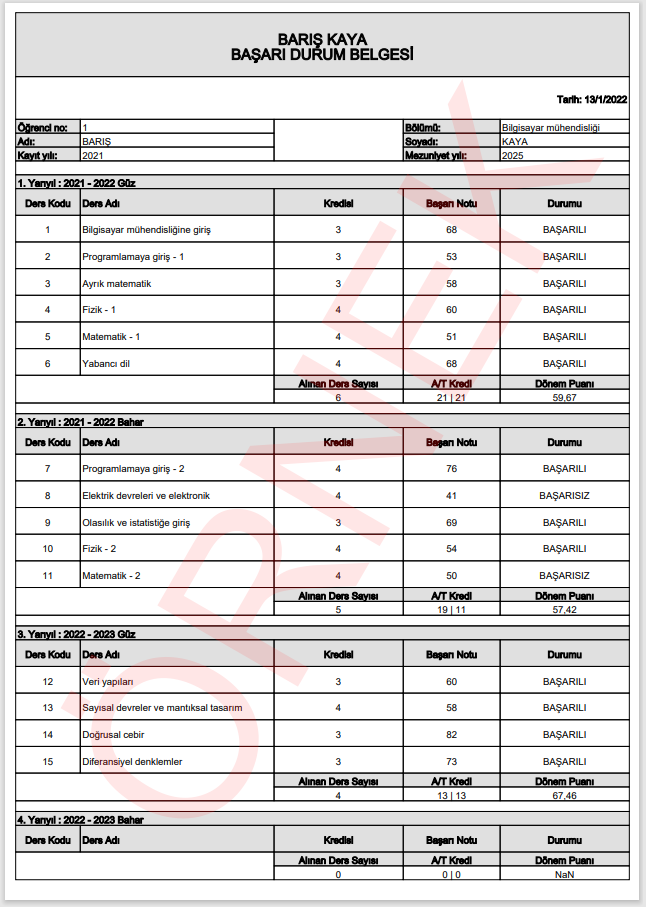 BARIŞ KAYA
BAŞARI DURUM BELGESİ
Tarih: 13/1/2022
Öğrenci no: 1 Bölümü: Bilgisayar mühendisliği
Adı: BARIŞ Soyadı: KAYA
Kayıt yılı: 2021 Mezuniyet yılı: 2025
1. Yarıyıl : 2021 - 2022 Güz
Ders Kodu Ders Adı Kredisi Başarı Notu Durumu
1 Bilgisayar mühendisliğine giriş 3 68 BAŞARILI
2 Programlamaya giriş - 1 3 53 BAŞARILI
3 Ayrık matematik 3 58 BAŞARILI
4 Fizik - 1 4 60 BAŞARILI
5 Matematik - 1 4 51 BAŞARILI
6 Yabancı dil 4 68 BAŞARILI
Alınan Ders Sayısı A/T Kredi Dönem Puanı
6 21 | 21 59,67
2. Yarıyıl : 2021 - 2022 Bahar
Ders Kodu Ders Adı Kredisi Başarı Notu Durumu
7 Programlamaya giriş - 2 4 76 BAŞARILI
8 Elektrik devreleri ve elektronik 4 41 BAŞARISIZ
9 Olasılık ve istatistiğe giriş 3 69 BAŞARILI
10 Fizik - 2 4 54 BAŞARILI
11 Matematik - 2 4 50 BAŞARISIZ
Alınan Ders Sayısı A/T Kredi Dönem Puanı
5 19 | 11 57,42
3. Yarıyıl : 2022 - 2023 Güz
Ders Kodu Ders Adı Kredisi Başarı Notu Durumu
12 Veri yapıları 3 60 BAŞARILI
13 Sayısal devreler ve mantıksal tasarım 4 58 BAŞARILI
14 Doğrusal cebir 3 82 BAŞARILI
15 Diferansiyel denklemler 3 73 BAŞARILI
Alınan Ders Sayısı A/T Kredi Dönem Puanı
4 13 | 13 67,46
4. Yarıyıl : 2022 - 2023 Bahar
Ders Kodu Ders Adı Kredisi Başarı Notu Durumu
Alınan Ders Sayısı A/T Kredi Dönem Puanı
0 0 | 0 NaN
ÖRNEK